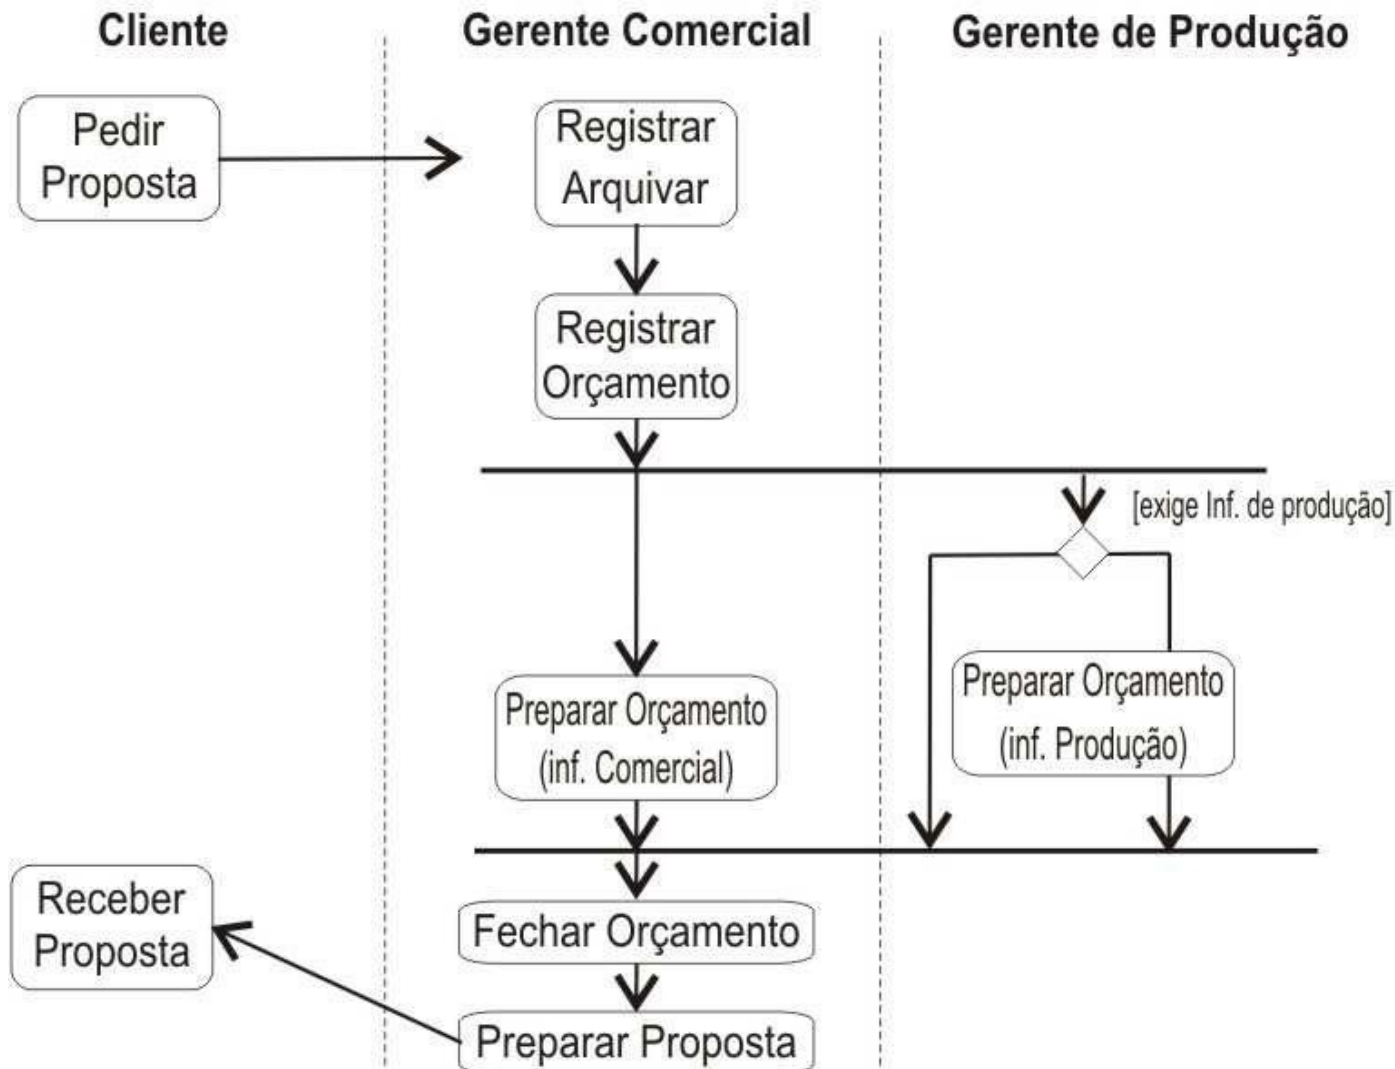 Cliente
Gerente Comercial
Gerente de Produção
Pedir
Proposta
Registrar
Arquivar
Registrar
Orçamento
[exige Inf. de produção]
Preparar Orçamento
(inf. Comercial)
Preparar Orçamento
(inf. Produção)
Receber
Proposta
Fechar Orçamento
Preparar Proposta